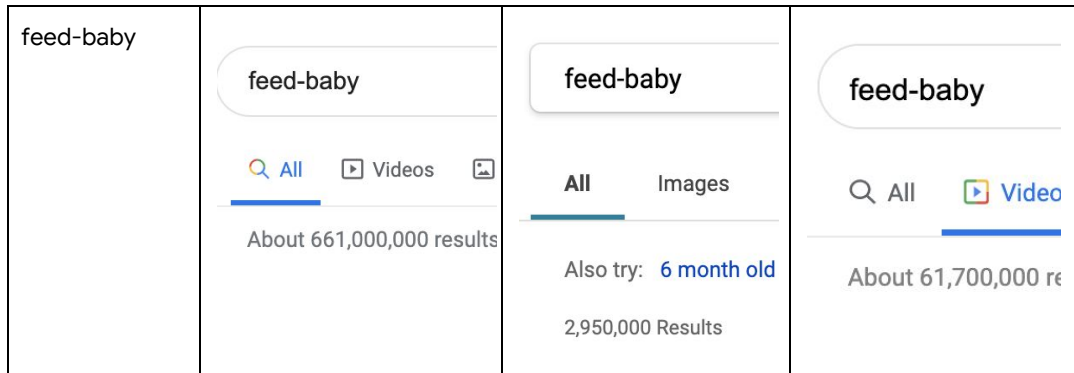 feed-baby
feed-baby
All Videos
About 661,000,000 results
feed-baby
All Images
Also try: 6 month old
2,950,000 Results
feed-baby
All Video
About 61,700,000 re